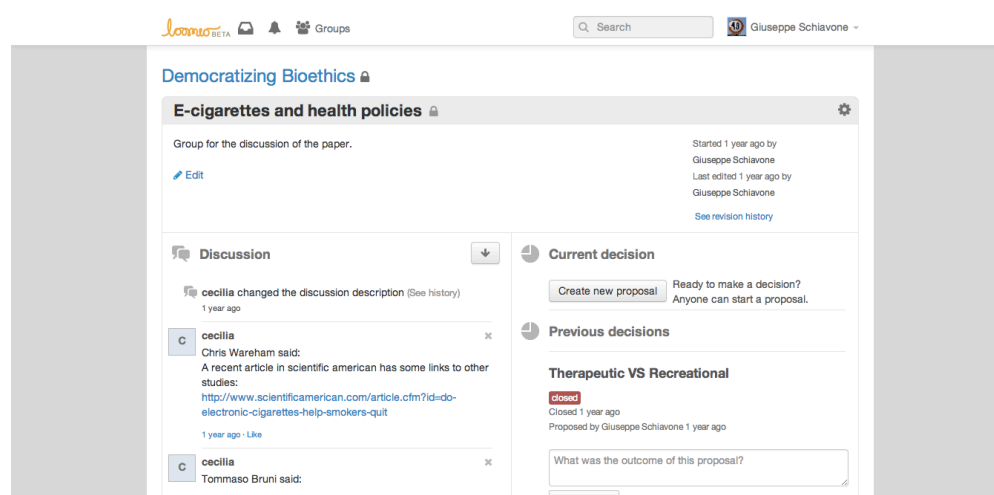 loomio BETA
Groups
Search
Giuseppe Schiavone
Democratizing Bioethics
E-cigarettes and health policies
Group for the discussion of the paper.
Edit
Started 1 year ago by
Giuseppe Schiavone
Last edited 1 year ago by
Giuseppe Schiavone
See revision history
Discussion
cecilia changed the discussion description (See history)
1 year ago
C
cecilia
Chris Wareham said:
A recent article in scientific american has some links to other
studies:
http://www.scientificamerican.com/article.cfm?id=do-
electronic-cigarettes-help-smokers-quit
1 year ago · Like
C
cecilia
Tommaso Bruni said:
Current decision
Create new proposal
Ready to make a decision?
Anyone can start a proposal.
Previous decisions
Therapeutic VS Recreational
closed
Closed 1 year ago
Proposed by Giuseppe Schiavone 1 year ago
What was the outcome of this proposal?